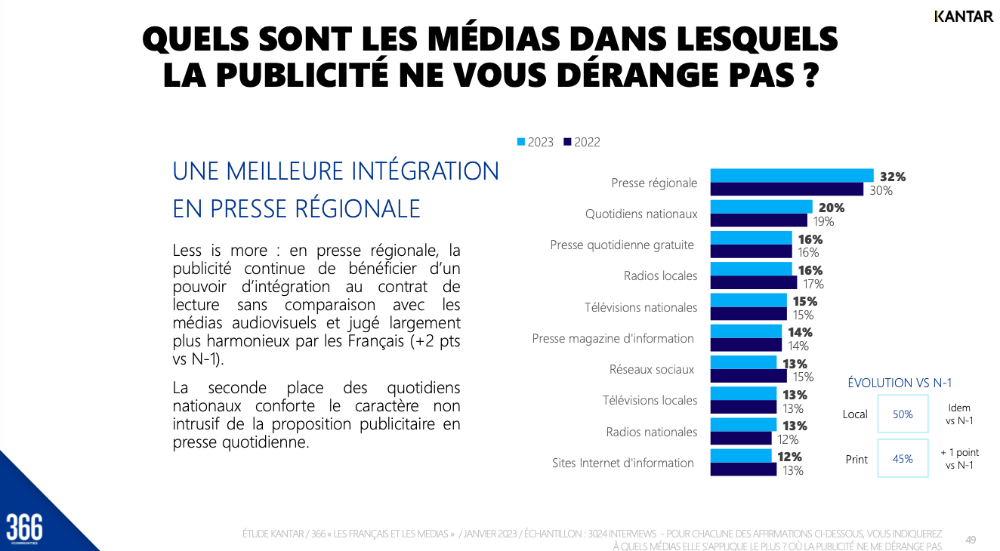 KANTAR
QUELS SONT LES MÉDIAS DANS LESQUELS
LA PUBLICITÉ NE VOUS DÉRANGE PAS ?
2023 2022
UNE MEILLEURE INTÉGRATION
EN PRESSE RÉGIONALE
Less is more : en presse régionale, la
publicité continue de bénéficier d’un
pouvoir d’intégration au contrat de
lecture sans comparaison avec les
médias audiovisuels et jugé largement
plus harmonieux par les Français (+2 pts
vs N-1).
La seconde place des quotidiens
nationaux conforte le caractère non
intrusif de la proposition publicitaire en
presse quotidienne.
Presse régionale 32%
30%
Quotidiens nationaux 20%
19%
Presse quotidienne gratuite 16%
16%
Radios locales 16%
17%
Télévisions nationales 15%
15%
Presse magazine d'information 14%
14%
Réseaux sociaux 13%
15%
Télévisions locales 13%
13%
Radios nationales 13%
12%
Sites Internet d'information 12%
13%
ÉVOLUTION VS N-1
Local 50% Idem
vs N-1
Print 45% + 1 point
vs N-1
366
#COMMUNITIES
ÉTUDE KANTAR / 366 « LES FRANÇAIS ET LES MEDIAS » / JANVIER 2023 / ÉCHANTILLON : 3024 INTERVIEWS - POUR CHACUNE DES AFFIRMATIONS CI-DESSOUS, VOUS INDIQUEREZ
À QUELS MÉDIAS ELLE S'APPLIQUE LE PLUS ? OÙ LA PUBLICITÉ NE ME DÉRANGE PAS
49